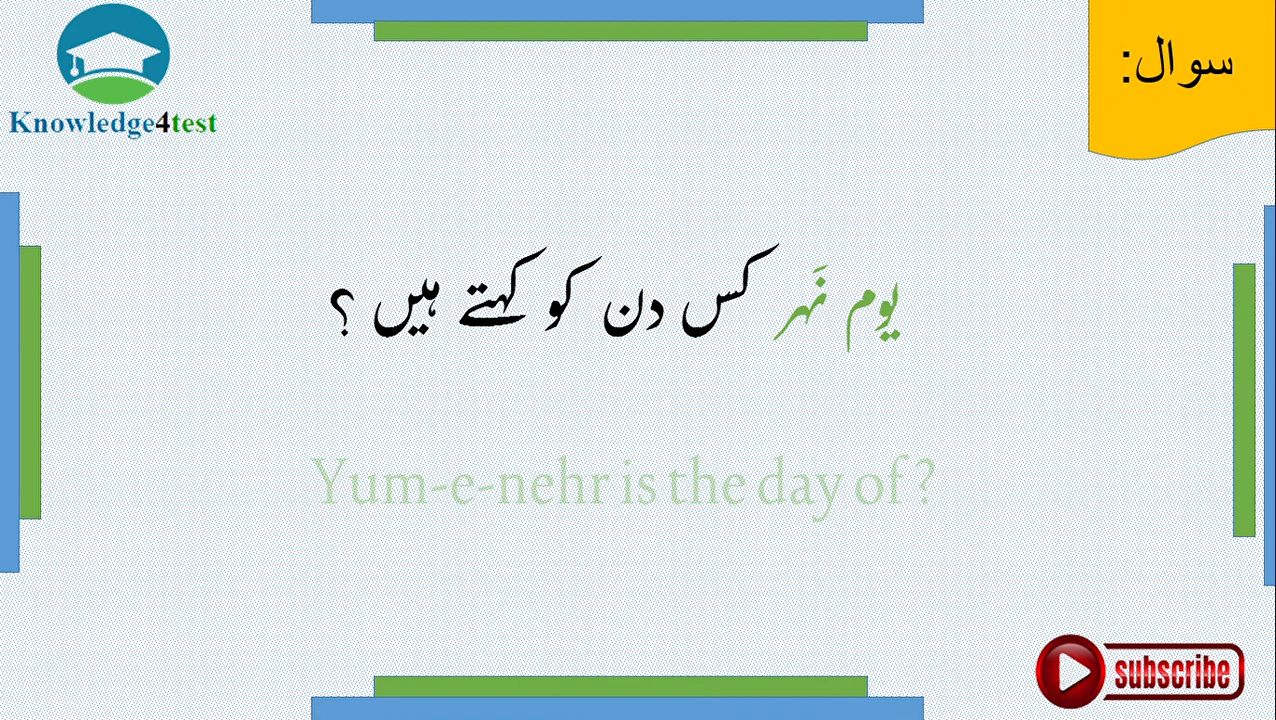 Knowledge4test
سوال:
یوم نَہر کس دن کو کہتے ہیں ؟
Yum-e-nehr is the day of ?
subscribe